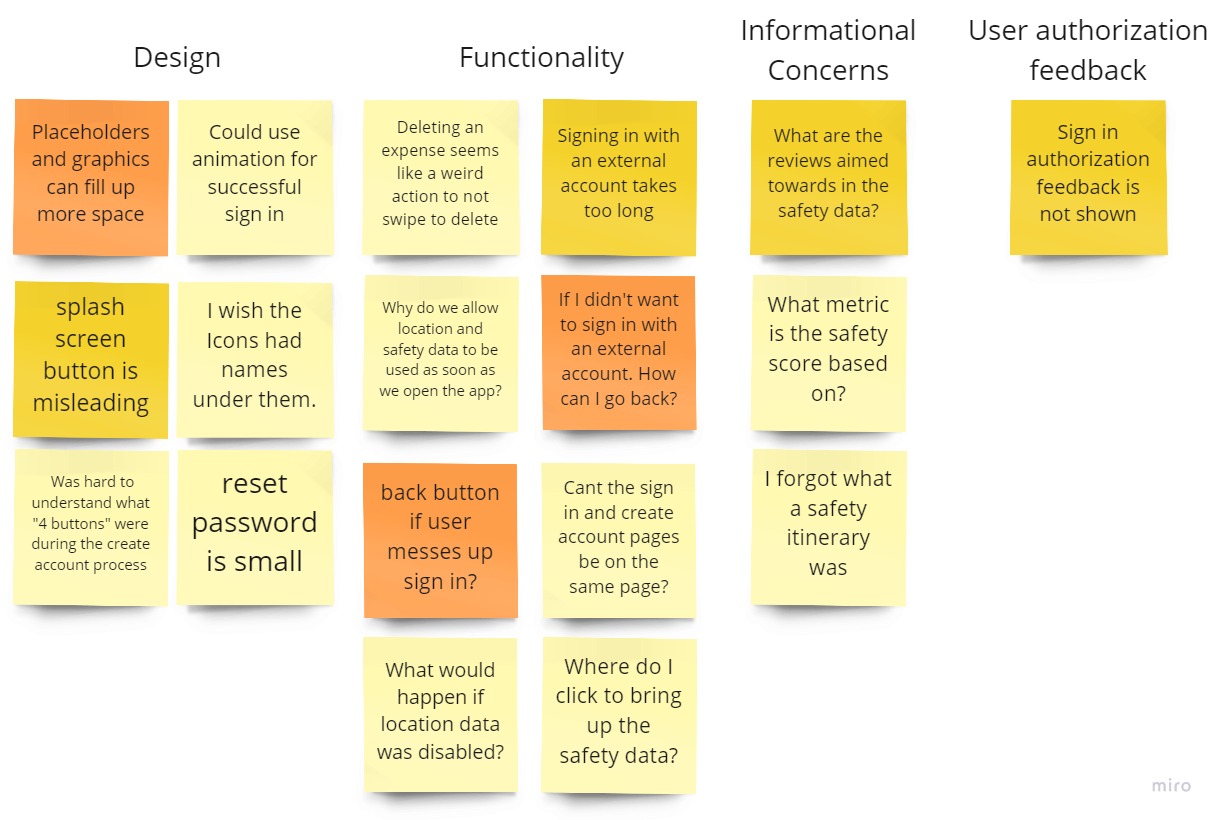 Design
Placeholders
and graphics
can fill up
more space
Could use
animation for
successful
sign in
splash
screen
button is
misleading
I wish the
Icons had
names
under them.
Was hard to
understand what
"4 buttons" were
during the create
account process
reset
password
is small
Functionality
Deleting an
expense seems
like a weird
action to not
swipe to delete
Signing in with
an external
account takes
too long
Why do we allow
location and
safety data to be
used as soon as
we open the app?
If I didn't want
to sign in with
an external
account. How
can I go back?
back button
if user
messes up
sign in?
Cant the sign
in and create
account pages
be on the
same page?
What would
happen if
location data
was disabled?
Where do I
click to bring
up the
safety data?
Informational
Concerns
What are the
reviews aimed
towards in the
safety data?
What metric
is the safety
score based
on?
I forgot what
a safety
itinerary
was
User authorization
feedback
Sign in
authorization
feedback is
not shown
miro